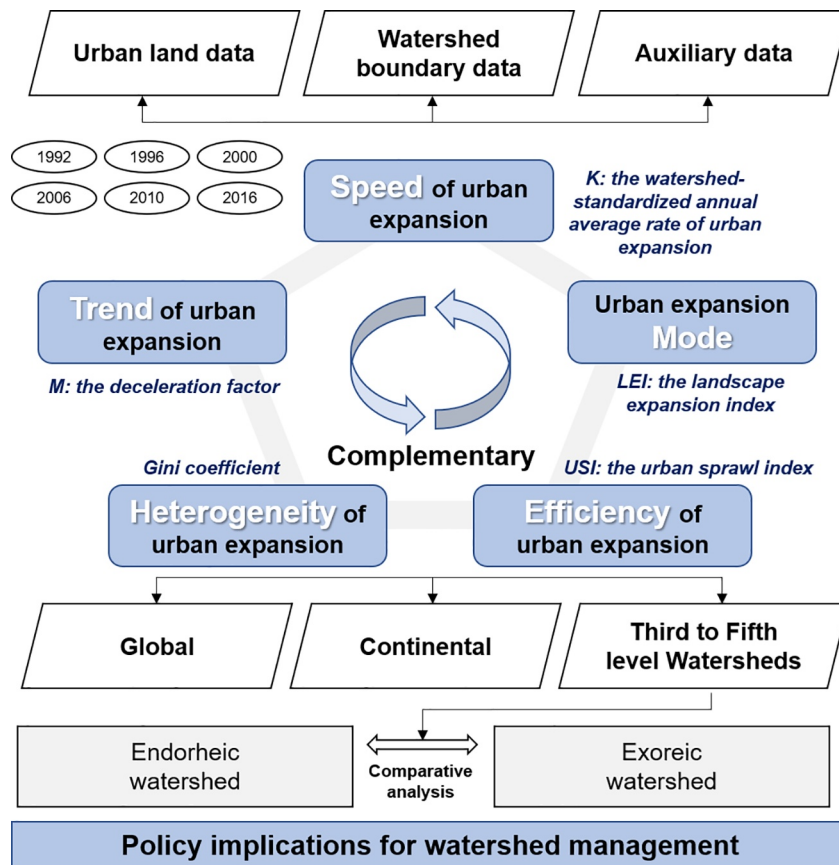 Urban land data
Watershed
boundary data
Auxiliary data
1992
1996
2000
2006
2010
2016
Speed of urban
expansion
K: the watershed-
standardized annual
average rate of urban
expansion
Trend of urban
expansion
M: the deceleration factor
Urban expansion
Mode
LEI: the landscape
expansion index
Complementary
Gini coefficient
Heterogeneity of
urban expansion
USI: the urban sprawl index
Efficiency of
urban expansion
Global
Continental
Third to Fifth
level Watersheds
Endorheic
watershed
Comparative
analysis
Exoreic
watershed
Policy implications for watershed management